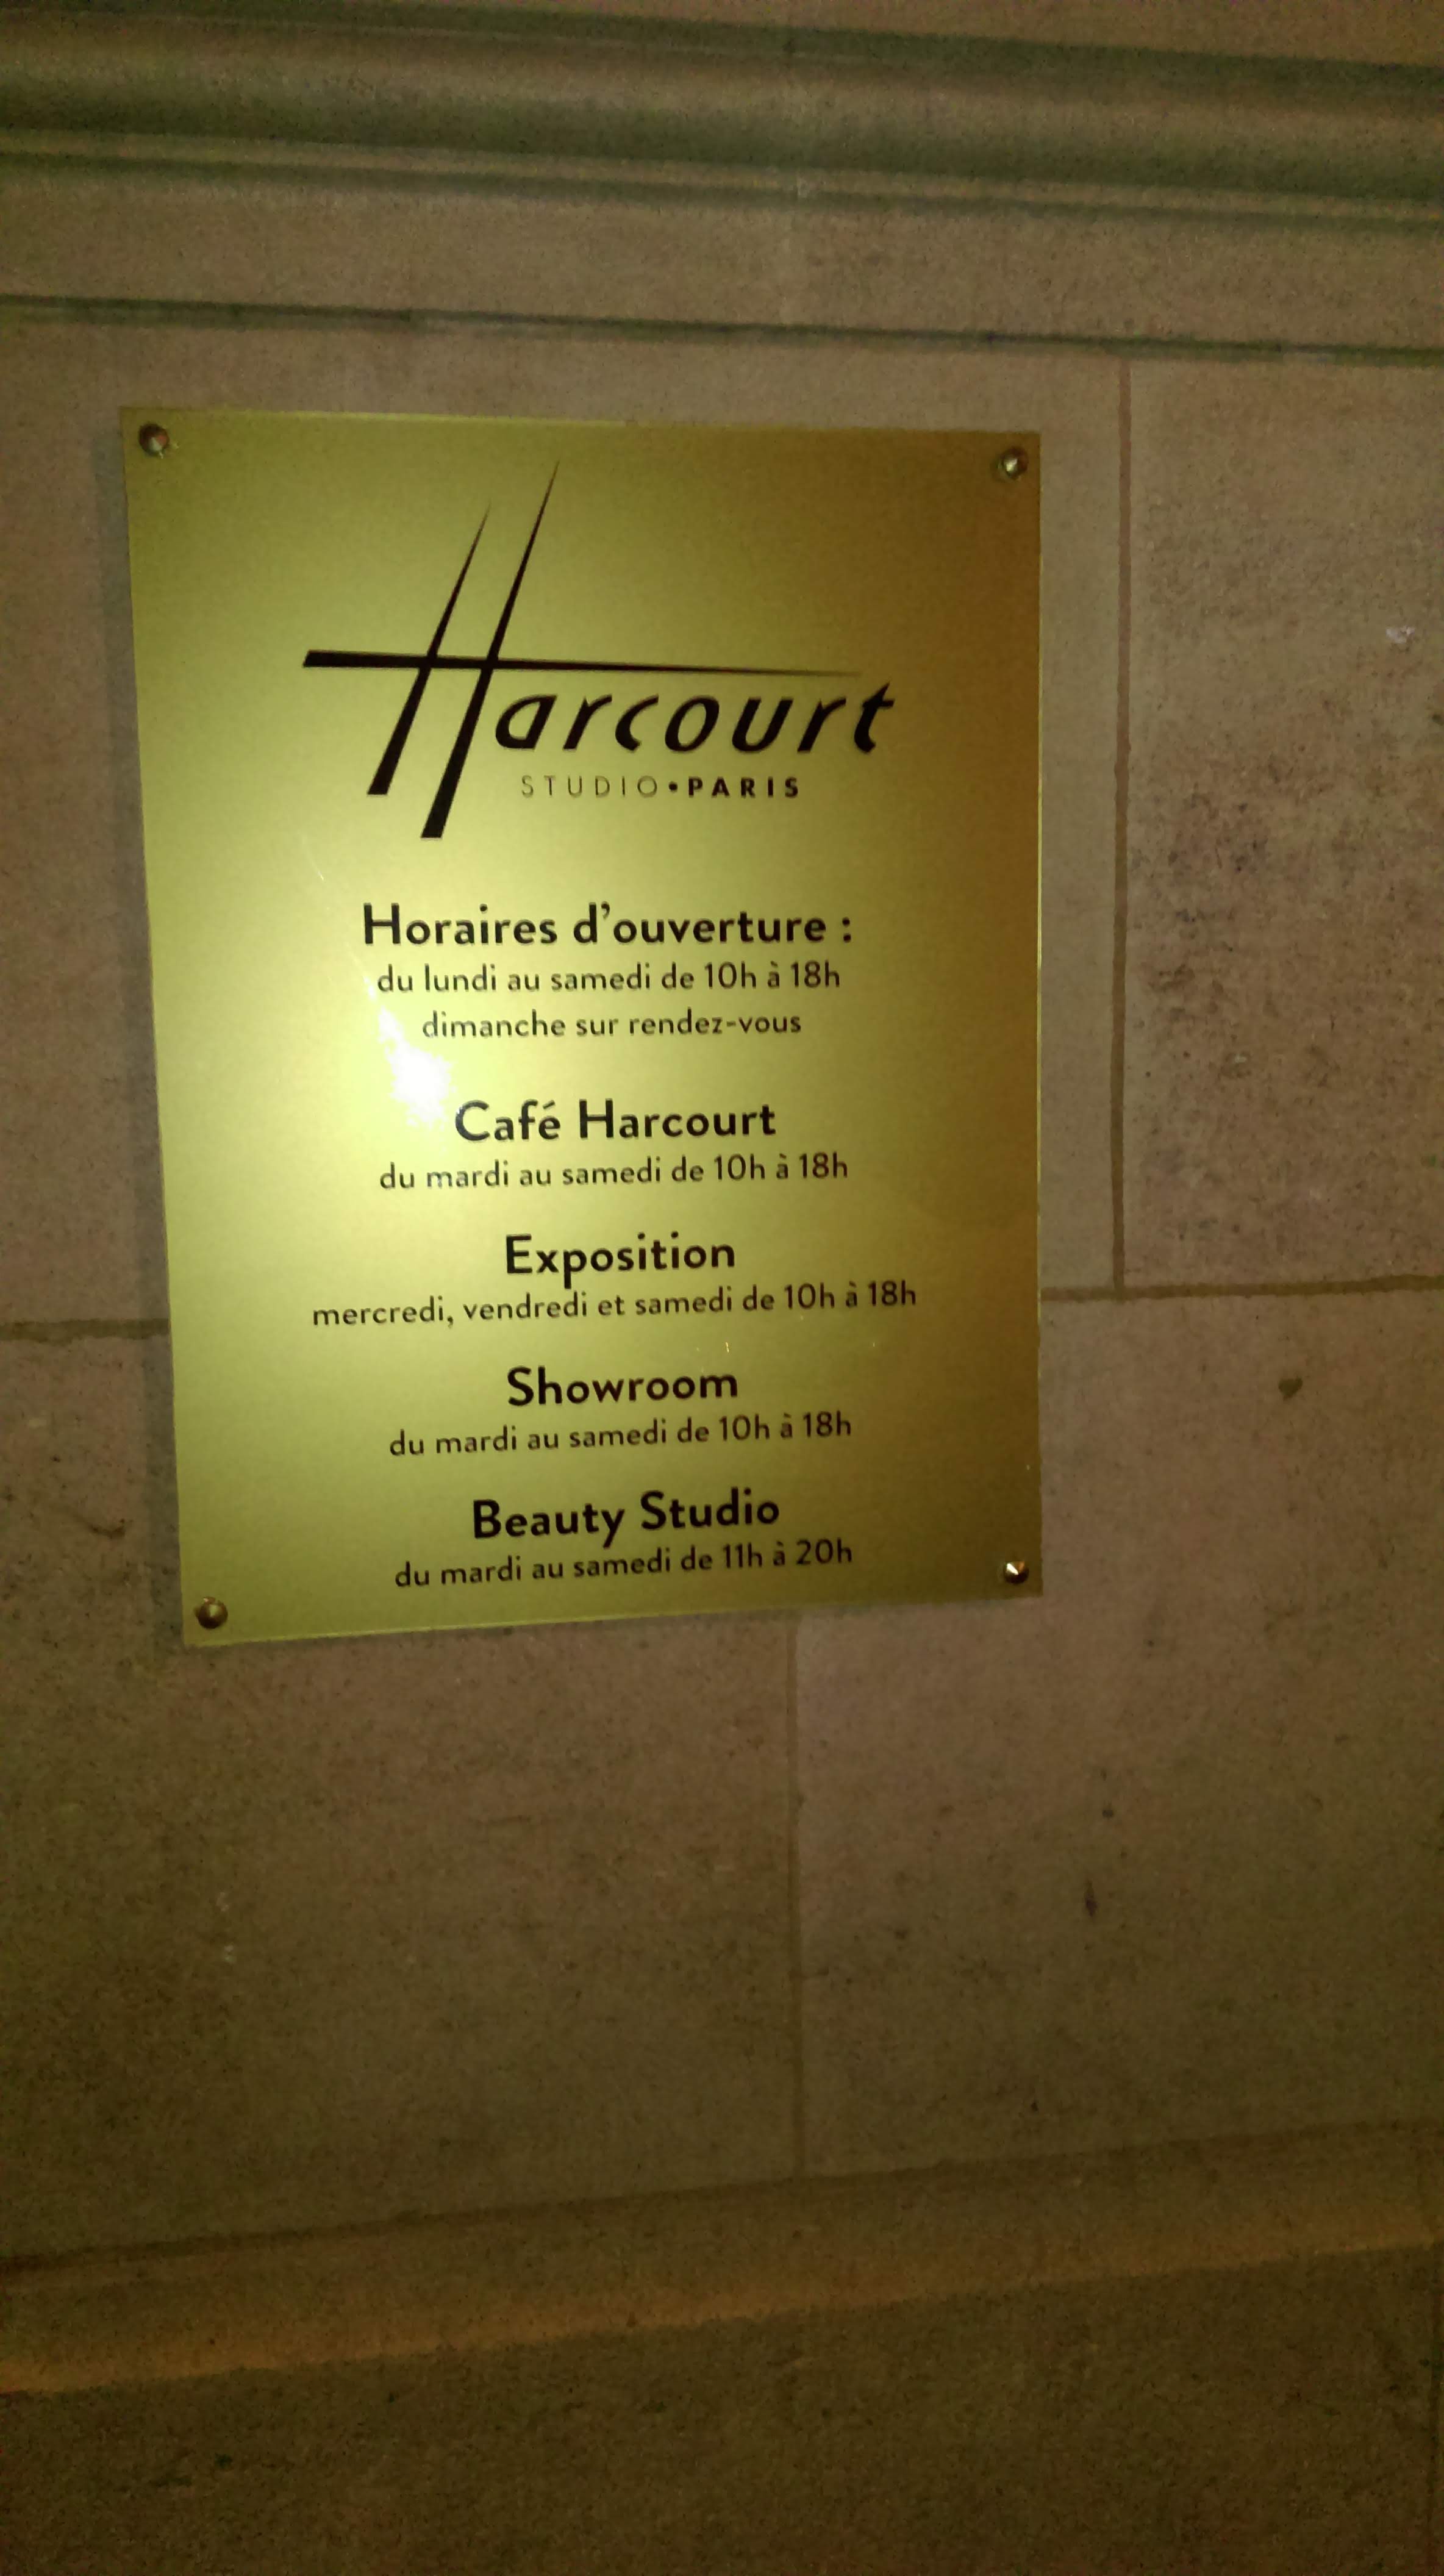 Harcourt
STUDIO•PARIS
Horaires d'ouverture :
du lundi au samedi de 10h à 18h
dimanche sur rendez-vous
Café Harcourt
du mardi au samedi de 10h à 18h
Exposition
mercredi, vendredi et samedi de 10h à 18h
Showroom
du mardi au samedi de 10h à 18h
Beauty Studio
du mardi au samedi de 11h à 20h